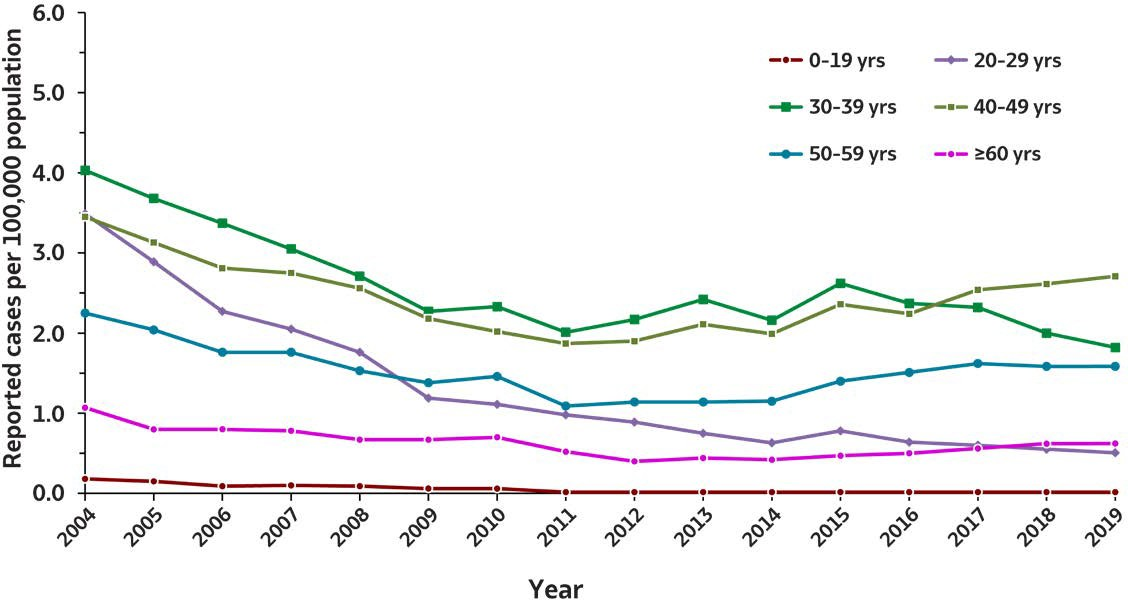 Reported cases per 100,000 population
6.0
5.0
4.0
3.0
2.0
1.0
0.0
0–19 yrs
20–29 yrs
30–39 yrs
40–49 yrs
50–59 yrs
≥60 yrs
2004
2005
2006
2007
2008
2009
2010
2011
2012
2013
2014
2015
2016
2017
2018
2019
Year